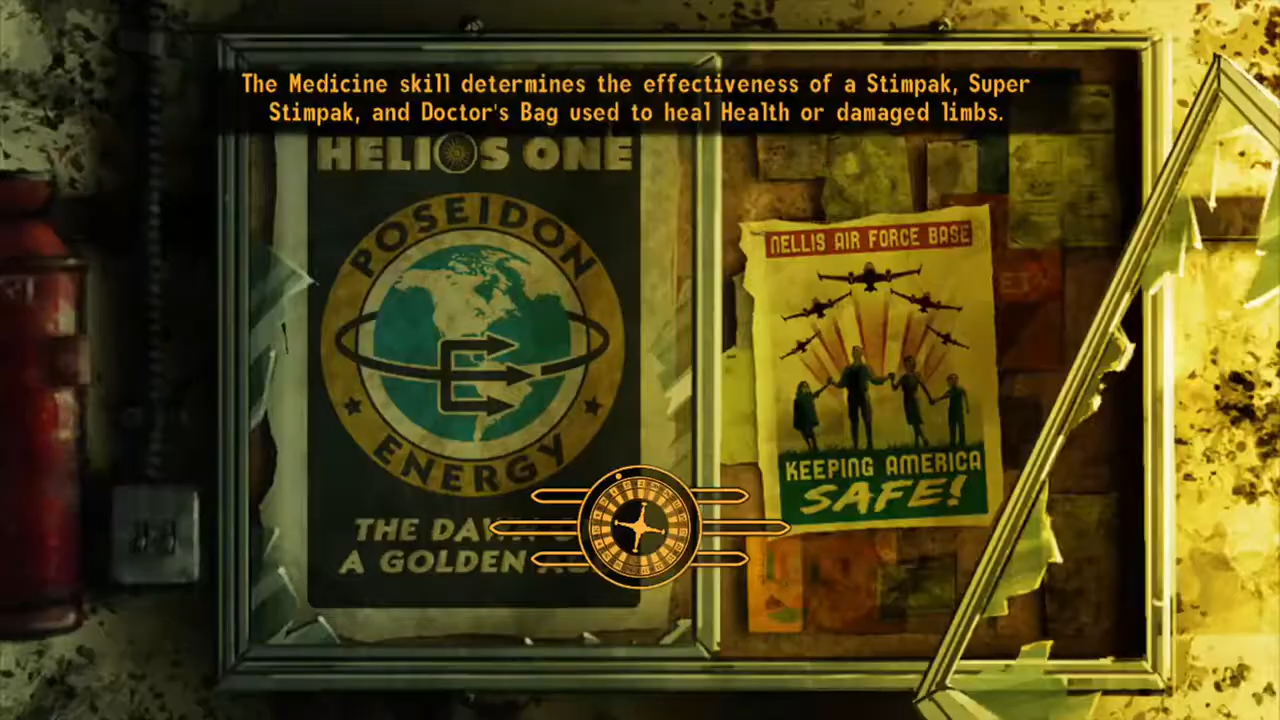 The Medicine skill determines the effectiveness of a Stimpak, Super
Stimpak, and Doctor's Bag used to heal Health or damaged limbs.
HELIOS ONE
POSEIDON
ENERGY
THE DAWN
A GOLDEN
NELLIS AIR FORCE BASE
KEEPING AMERICA
SAFE!